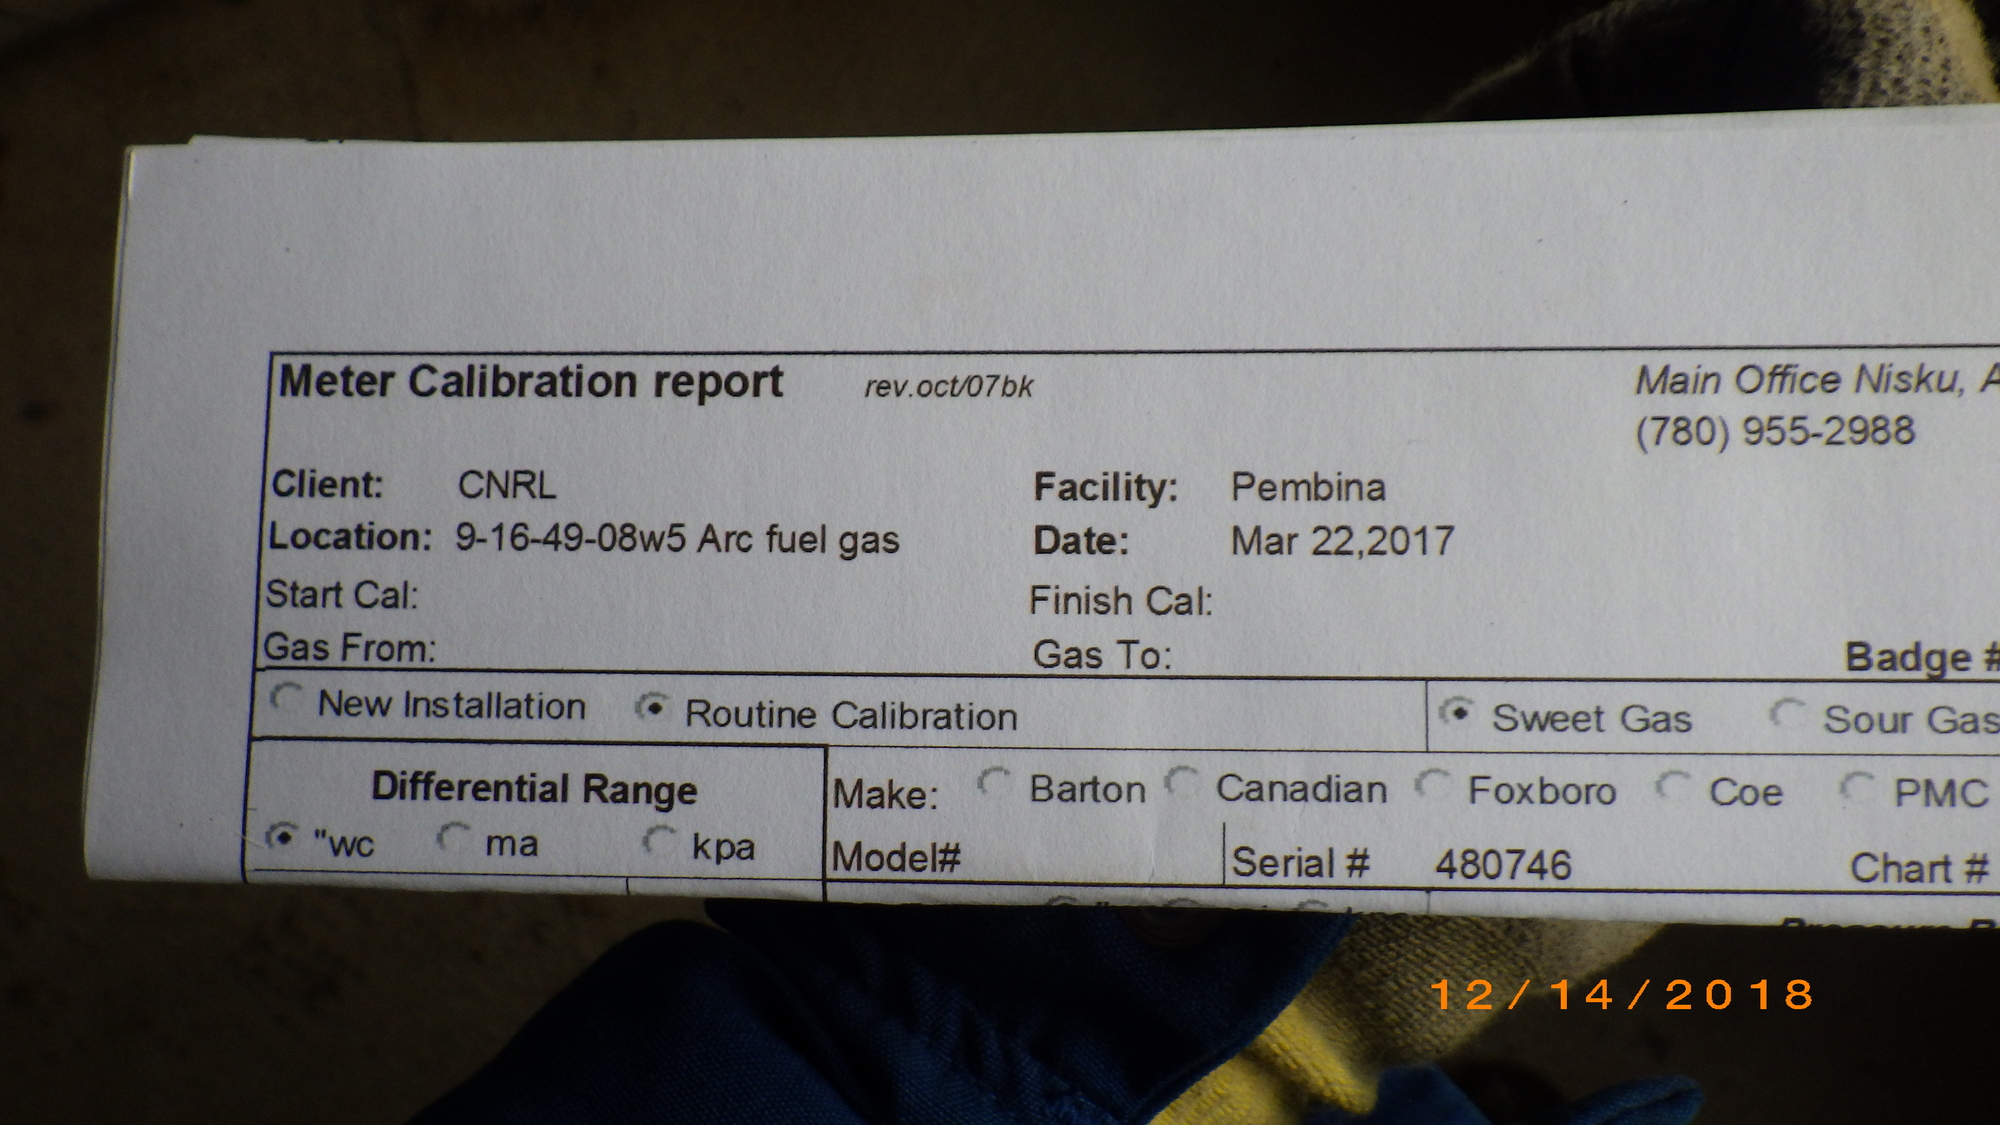 Meter Calibration report rev.oct/07bk Main Office Nisku, A
(780) 955-2988
Client: CNRL Facility: Pembina
Location: 9-16-49-08w5 Arc fuel gas Date: Mar 22,2017
Start Cal: Finish Cal:
Gas From: Gas To: Badge #
New Installation Routine Calibration Sweet Gas Sour Gas
Differential Range Make: Barton Canadian Foxboro Coe PMC
"wc ma kpa Model# Serial # 480746 Chart #
12/14/2018